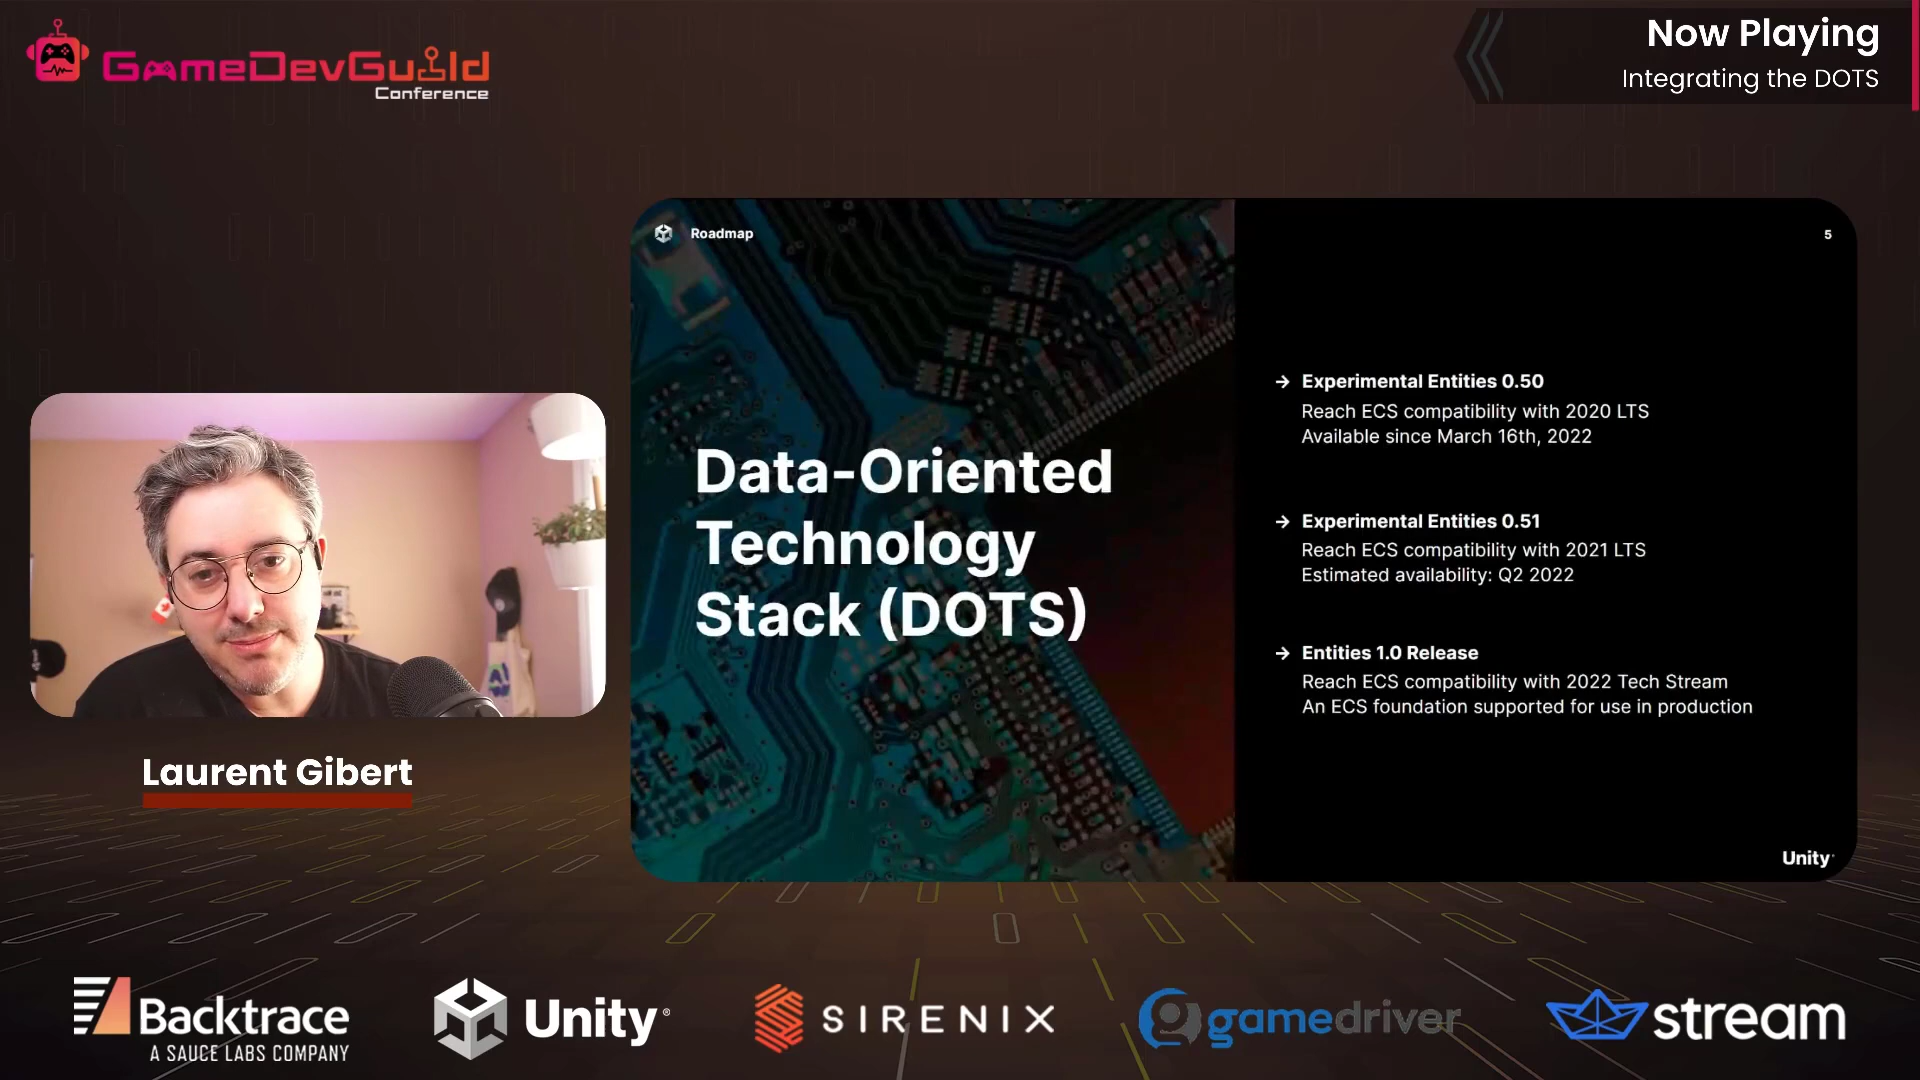 GameDevGuild
Conference
Now Playing
Integrating the DOTS
Roadmap
5
Data-Oriented
Technology
Stack (DOTS)
→ Experimental Entities 0.50
Reach ECS compatibility with 2020 LTS
Available since March 16th, 2022
→ Experimental Entities 0.51
Reach ECS compatibility with 2021 LTS
Estimated availability: Q2 2022
→ Entities 1.0 Release
Reach ECS compatibility with 2022 Tech Stream
An ECS foundation supported for use in production
Unity
Laurent Gibert
Backtrace
A SAUCE LABS COMPANY
Unity®
SIRENIX
gamedriver
stream